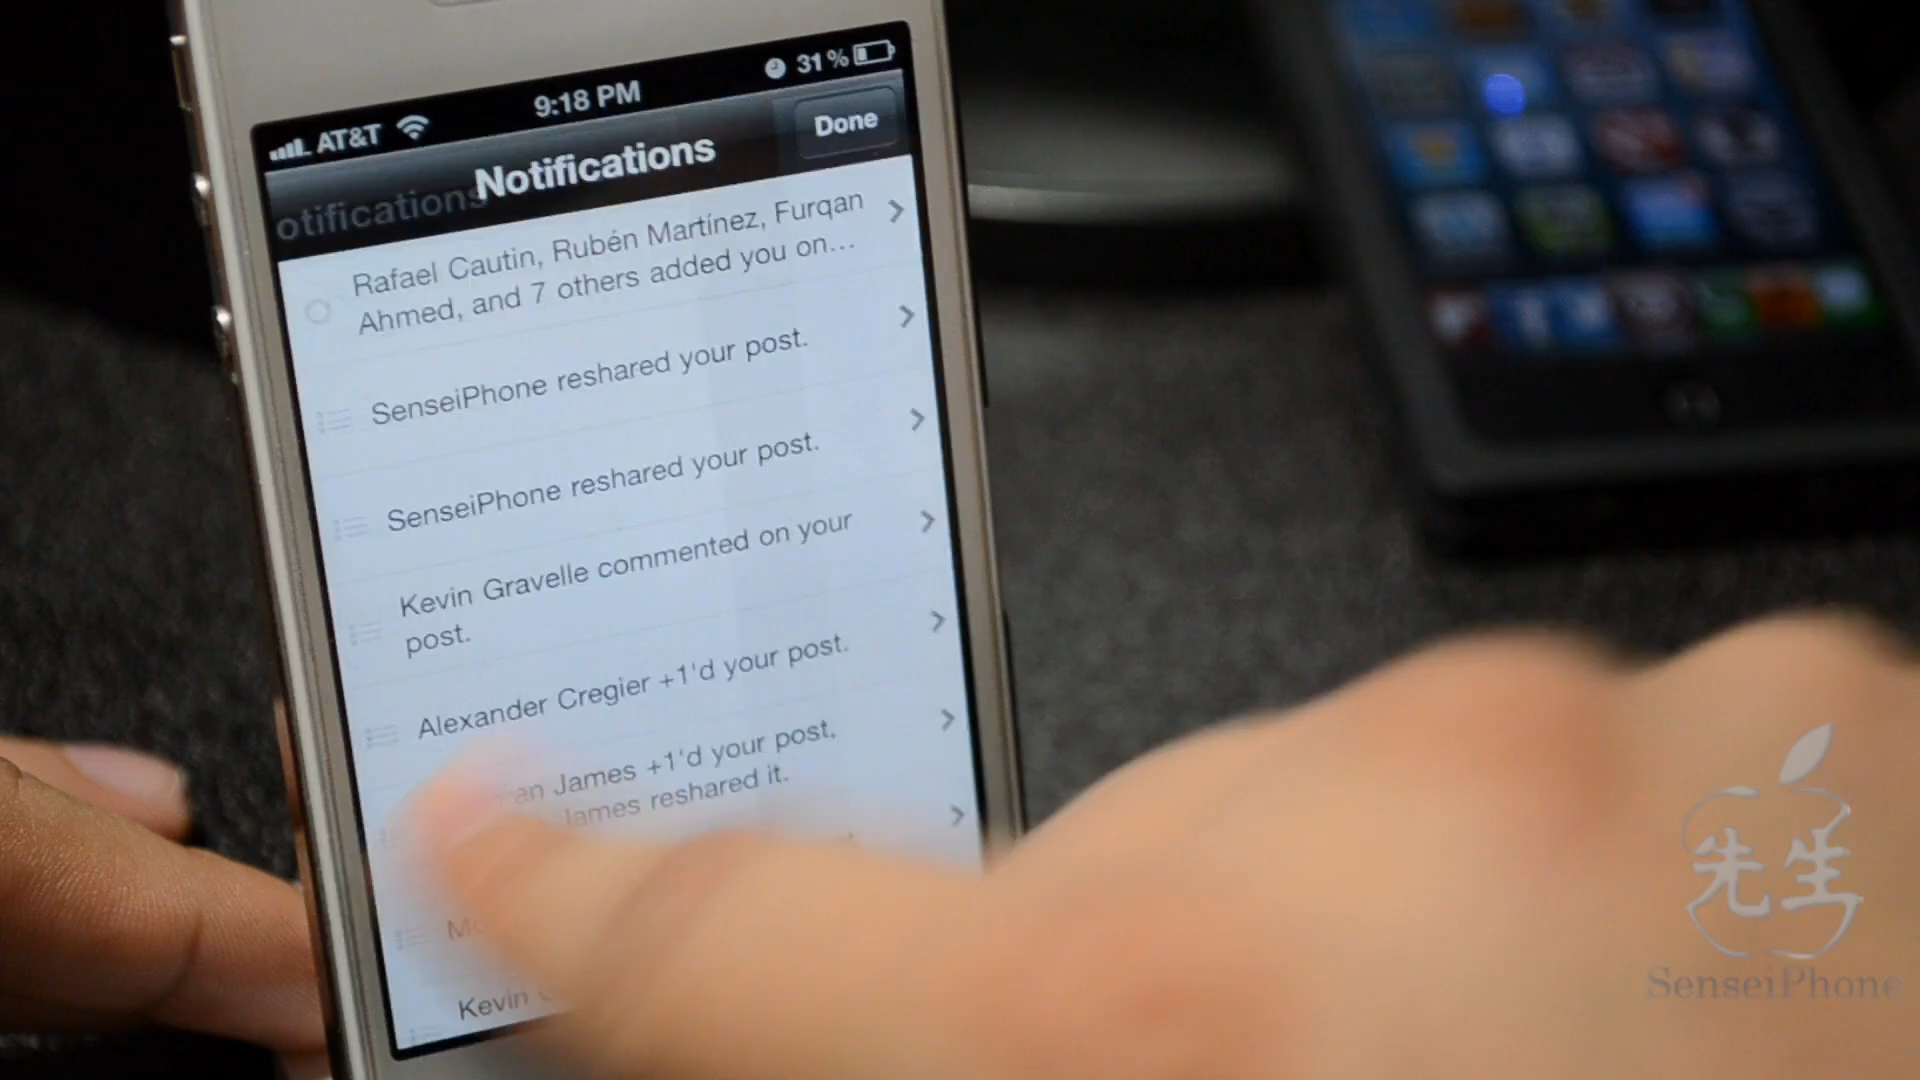 AT&T 9:18 PM 31%
Notifications Done
otifications
Rafael Cautin, Rubén Martínez, Furqan
Ahmed, and 7 others added you on...
SenseiPhone reshared your post.
SenseiPhone reshared your post.
Kevin Gravelle commented on your
post.
Alexander Cregier +1'd your post.
James +1'd your post,
James reshared it.
Kevin
先生
SenseiPhone